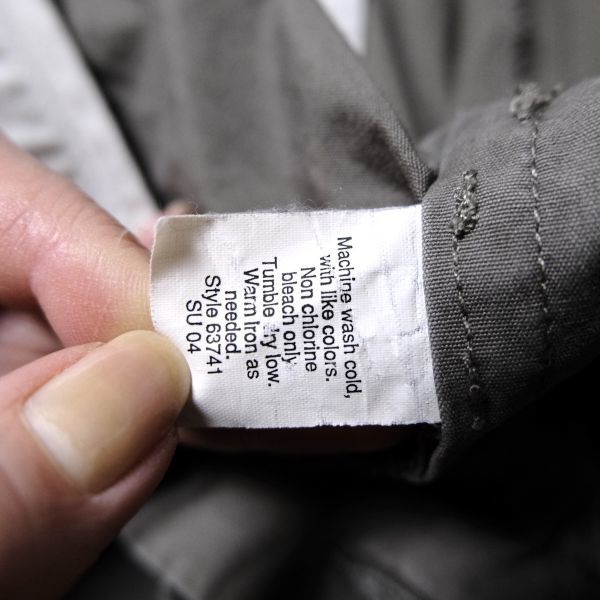 Machine wash cold,
with like colors.
Non chlorine
bleach only
Tumble dry low.
Warm Iron as
needed.
Style 63741
SU 04